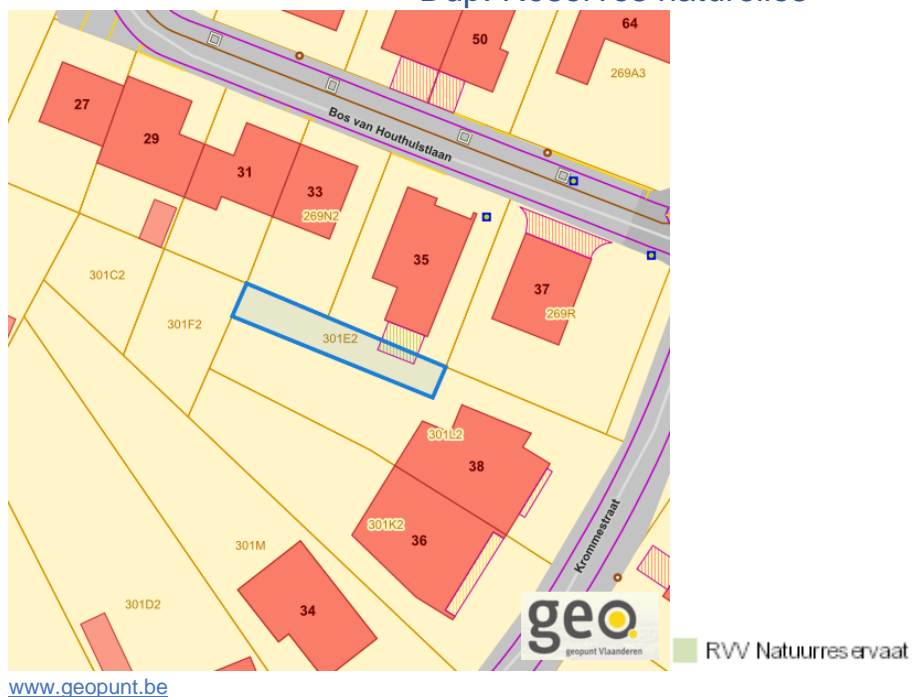 50
64
269A3
27
29
Bos van Houthulstlaan
31
33
269N2
35
301C2
37
269R
301F2
301E2
301L2
38
301K2
36
Krommestraat
301M
301D2
34
geo.
geopunt Vlaanderen
RVV Natuurreservaat
www.geopunt.be